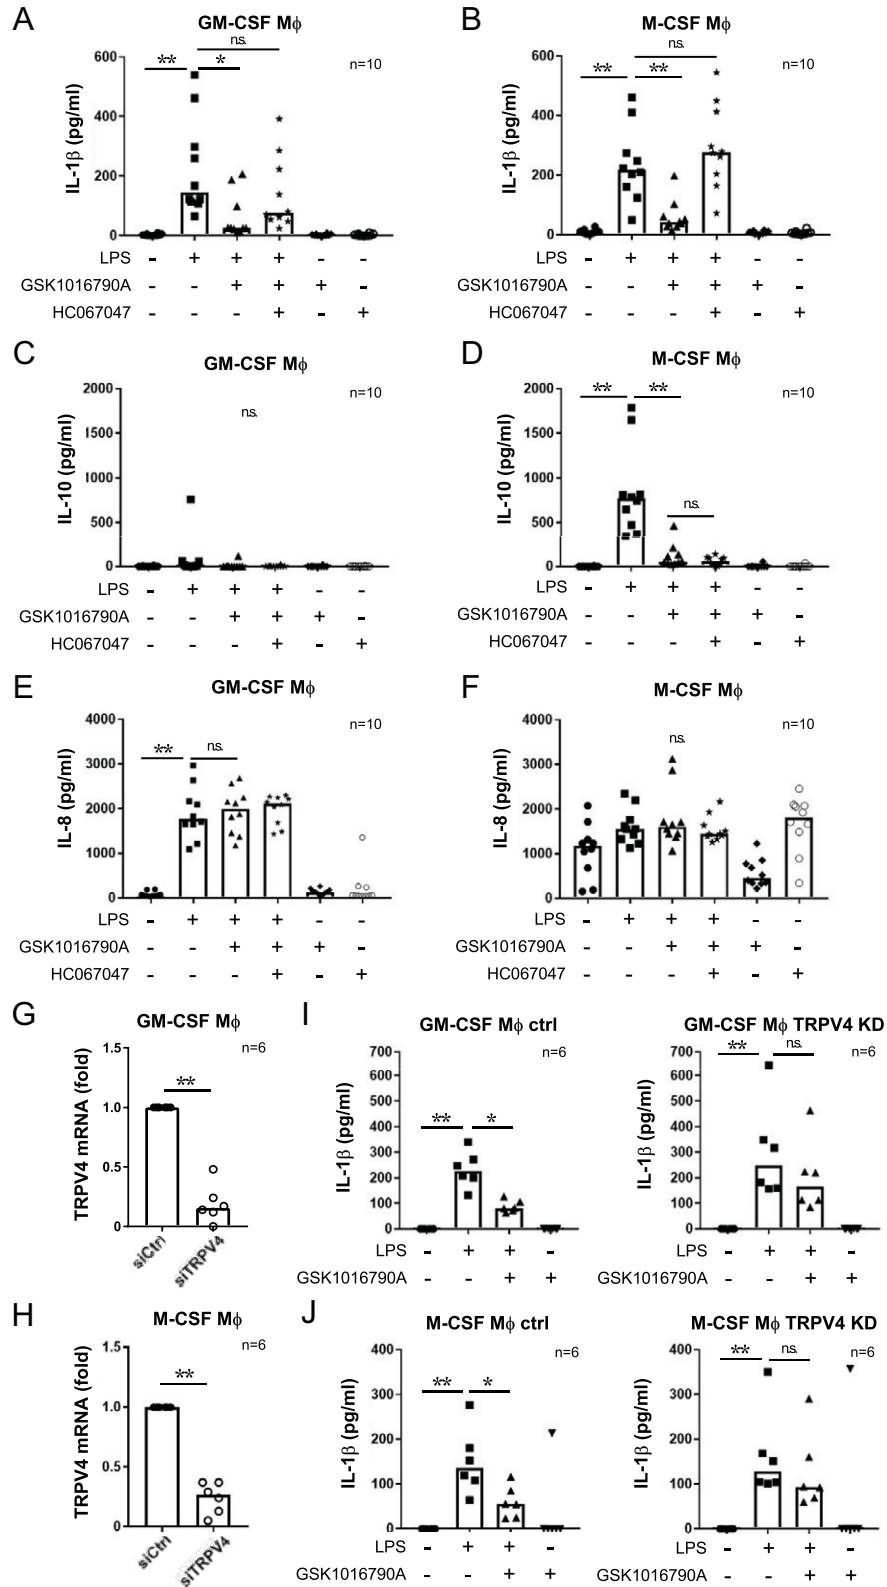 A
GM-CSF Mϕ
n.s.
** *
n=10
IL-1β (pg/ml)
600
400
200
0
LPS - + + + - -
GSK1016790A - - + + + -
HC067047 - - - + - +
B
M-CSF Mϕ
n.s.
** **
n=10
IL-1β (pg/ml)
600
400
200
0
LPS - + + + - -
GSK1016790A - - + + + -
HC067047 - - - + - +
C
GM-CSF Mϕ
n=10
n.s.
IL-10 (pg/ml)
2000
1500
1000
500
0
LPS - + + + - -
GSK1016790A - - + + + -
HC067047 - - - + - +
D
M-CSF Mϕ
** **
n=10
n.s.
IL-10 (pg/ml)
2000
1500
1000
500
0
LPS - + + + - -
GSK1016790A - - + + + -
HC067047 - - - + - +
E
GM-CSF Mϕ
n=10
** n.s.
IL-8 (pg/ml)
4000
3000
2000
1000
0
LPS - + + + - -
GSK1016790A - - + + + -
HC067047 - - - + - +
F
M-CSF Mϕ
n=10
n.s.
IL-8 (pg/ml)
4000
3000
2000
1000
0
LPS - + + + - -
GSK1016790A - - + + + -
HC067047 - - - + - +
G
GM-CSF Mϕ
n=6
**
TRPV4 mRNA (fold)
1.5
1.0
0.5
0
siCtrl
siTRPV4
I
GM-CSF Mϕ ctrl
n=6
** *
IL-1β (pg/ml)
700
600
500
400
300
200
100
0
LPS - + + -
GSK1016790A - - + +
GM-CSF Mϕ TRPV4 KD
** n.s.
n=6
IL-1β (pg/ml)
700
600
500
400
300
200
100
0
LPS - + + -
GSK1016790A - - + +
H
M-CSF Mϕ
n=6
**
TRPV4 mRNA (fold)
1.5
1.0
0.5
0
siCtrl
siTRPV4
J
M-CSF Mϕ ctrl
n=6
** *
IL-1β (pg/ml)
400
300
200
100
0
LPS - + + -
GSK1016790A - - + +
M-CSF Mϕ TRPV4 KD
** n.s.
n=6
IL-1β (pg/ml)
400
300
200
100
0
LPS - + + -
GSK1016790A - - + +